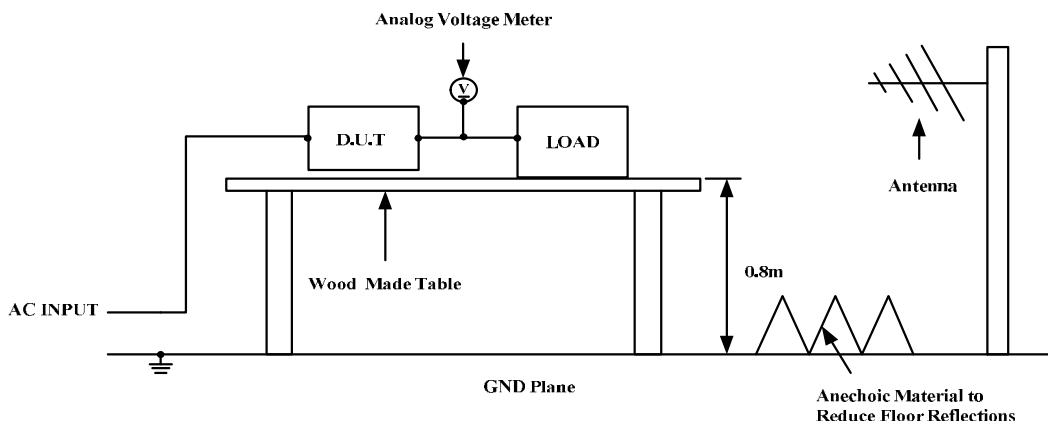 Analog Voltage Meter
V
D.U.T
LOAD
Antenna
Wood Made Table
0.8m
AC INPUT
GND Plane
Anechoic Material to
Reduce Floor Reflections